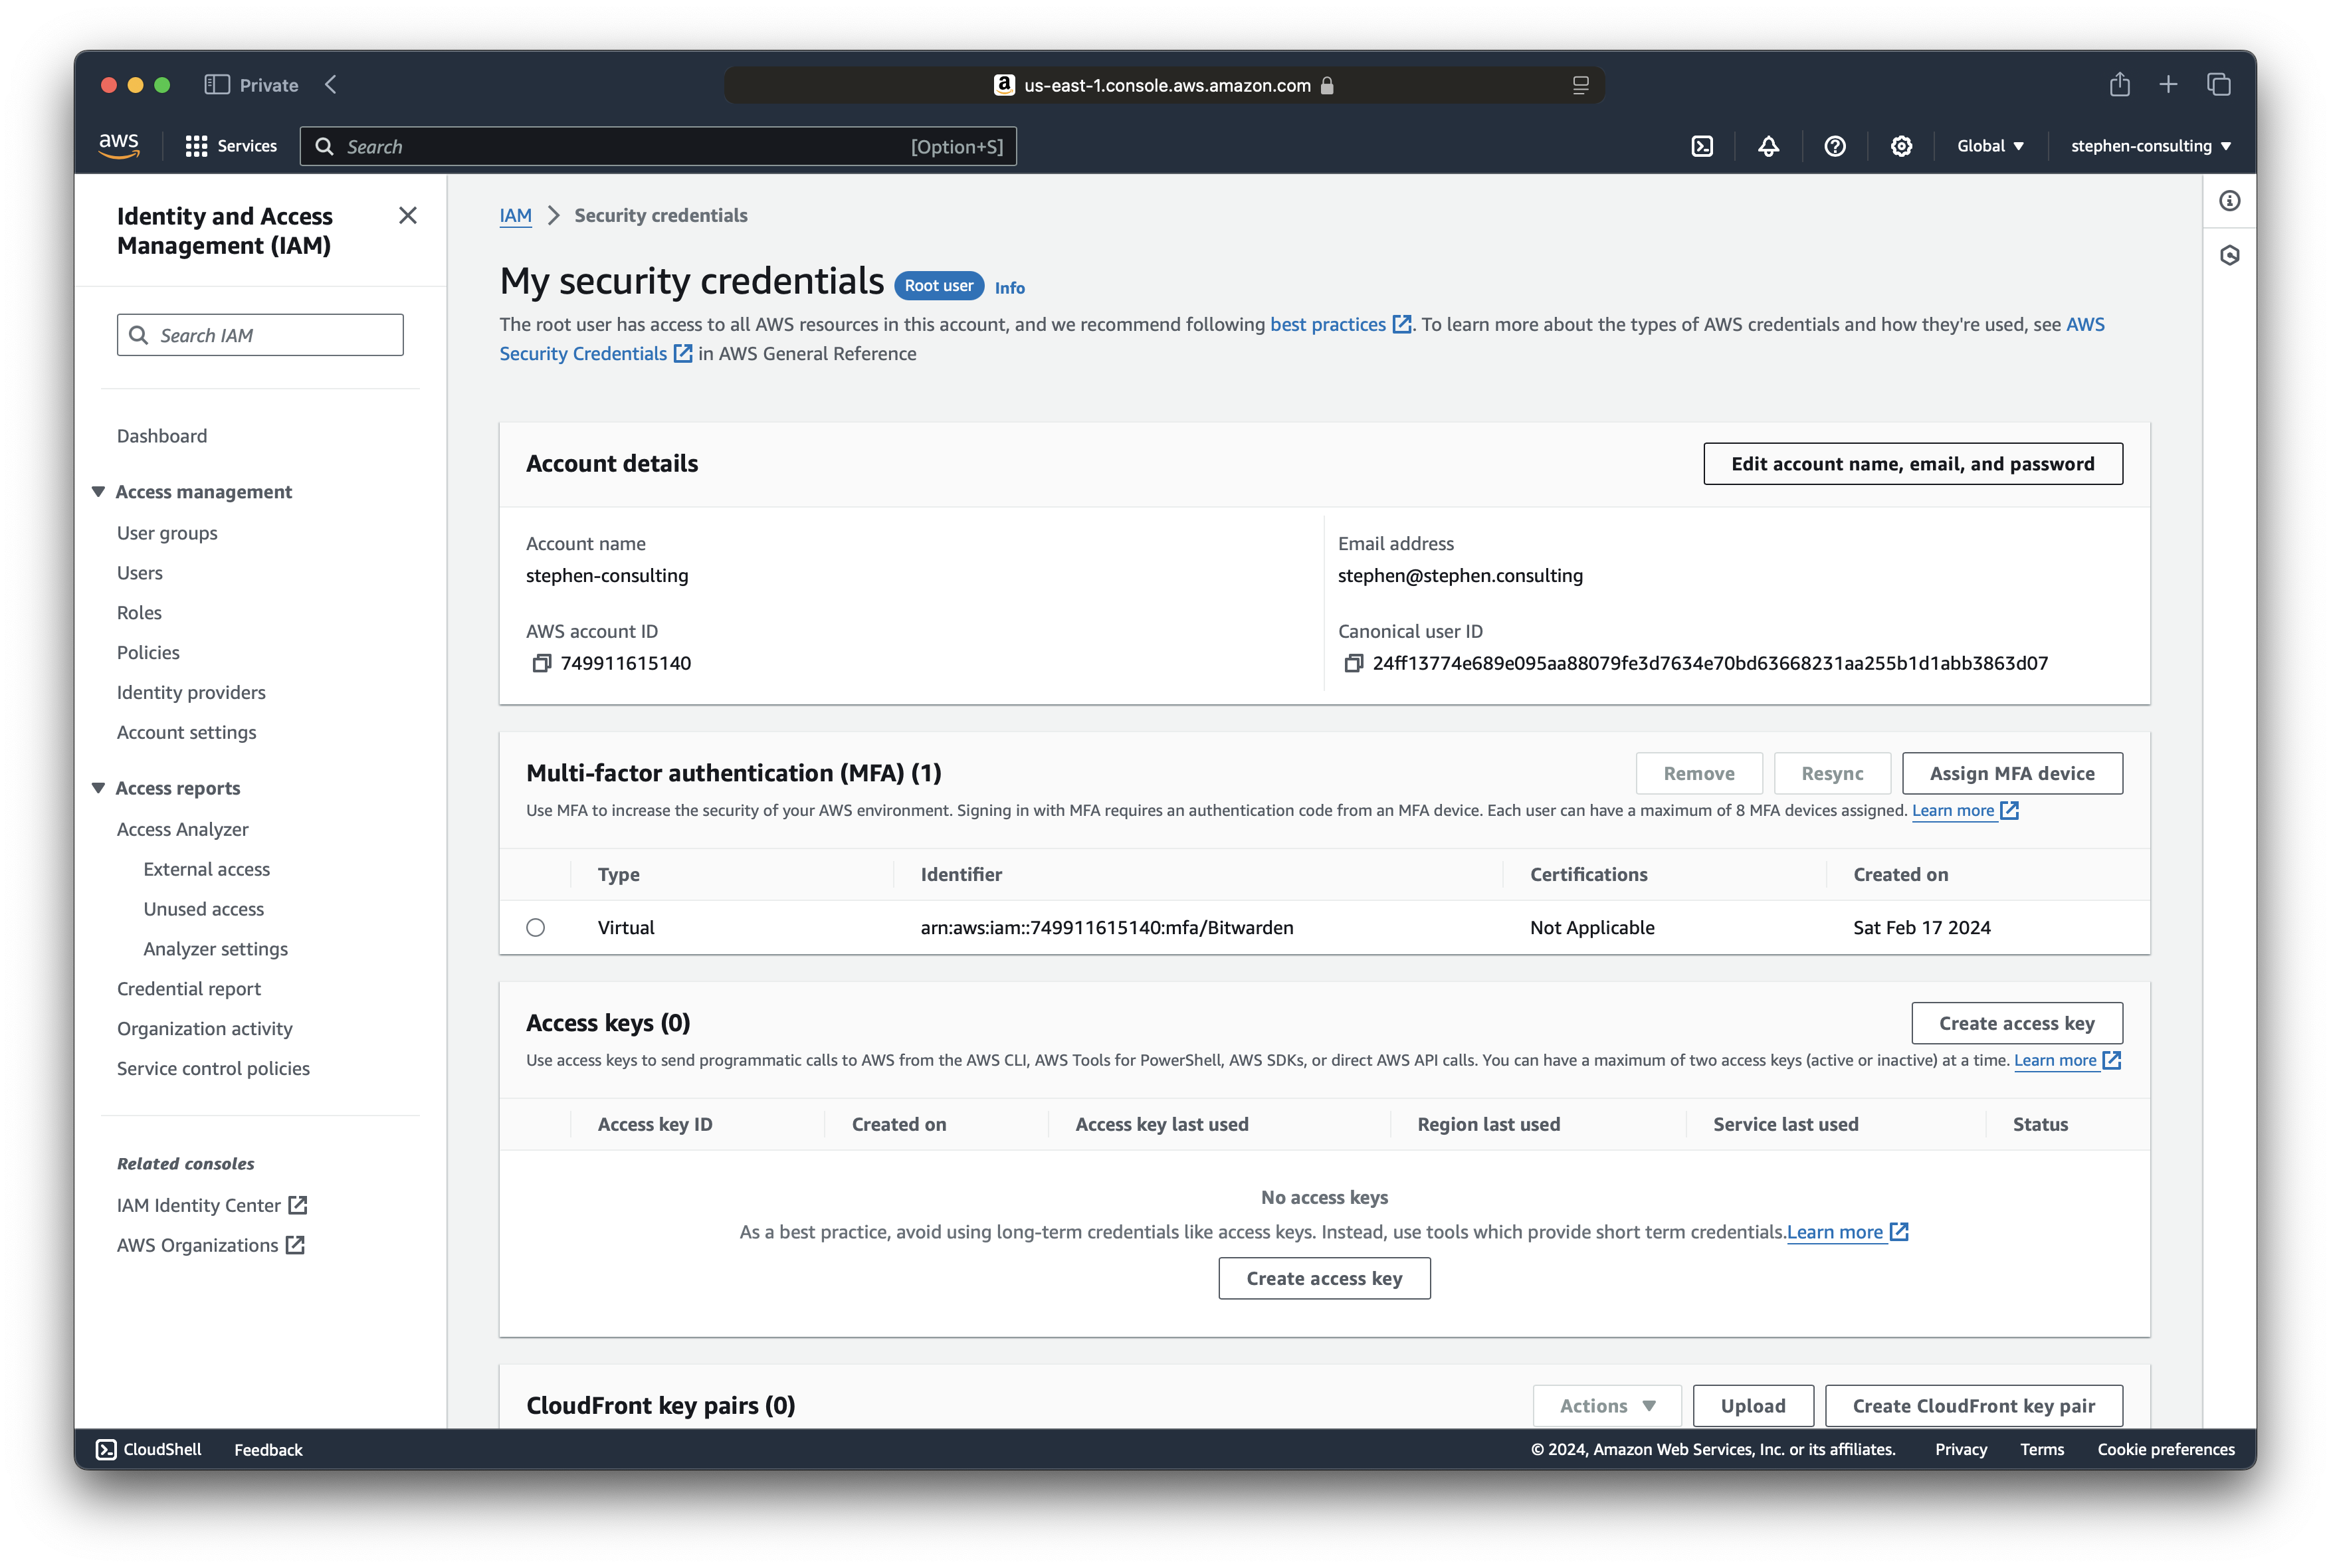 Private
us-east-1.console.aws.amazon.com
aws
Services
Search
[Option+S]
Global
stephen-consulting
Identity and Access
Management (IAM)
Search IAM
Dashboard
Access management
User groups
Users
Roles
Policies
Identity providers
Account settings
Access reports
Access Analyzer
External access
Unused access
Analyzer settings
Credential report
Organization activity
Service control policies
Related consoles
IAM Identity Center
AWS Organizations
IAM > Security credentials
My security credentials Root user Info
The root user has access to all AWS resources in this account, and we recommend following best practices. To learn more about the types of AWS credentials and how they're used, see AWS
Security Credentials in AWS General Reference
Account details
Edit account name, email, and password
Account name
stephen-consulting
Email address
stephen@stephen.consulting
AWS account ID
749911615140
Canonical user ID
24ff13774e689e095aa88079fe3d7634e70bd63668231aa255b1d1abb3863d07
Multi-factor authentication (MFA) (1)
Remove
Resync
Assign MFA device
Use MFA to increase the security of your AWS environment. Signing in with MFA requires an authentication code from an MFA device. Each user can have a maximum of 8 MFA devices assigned. Learn more
Type Identifier Certifications Created on
Virtual arn:aws:iam::749911615140:mfa/Bitwarden Not Applicable Sat Feb 17 2024
Access keys (0)
Create access key
Use access keys to send programmatic calls to AWS from the AWS CLI, AWS Tools for PowerShell, AWS SDKs, or direct AWS API calls. You can have a maximum of two access keys (active or inactive) at a time. Learn more
Access key ID Created on Access key last used Region last used Service last used Status
No access keys
As a best practice, avoid using long-term credentials like access keys. Instead, use tools which provide short term credentials.Learn more
Create access key
CloudFront key pairs (0)
Actions
Upload
Create CloudFront key pair
CloudShell
Feedback
© 2024, Amazon Web Services, Inc. or its affiliates.
Privacy
Terms
Cookie preferences